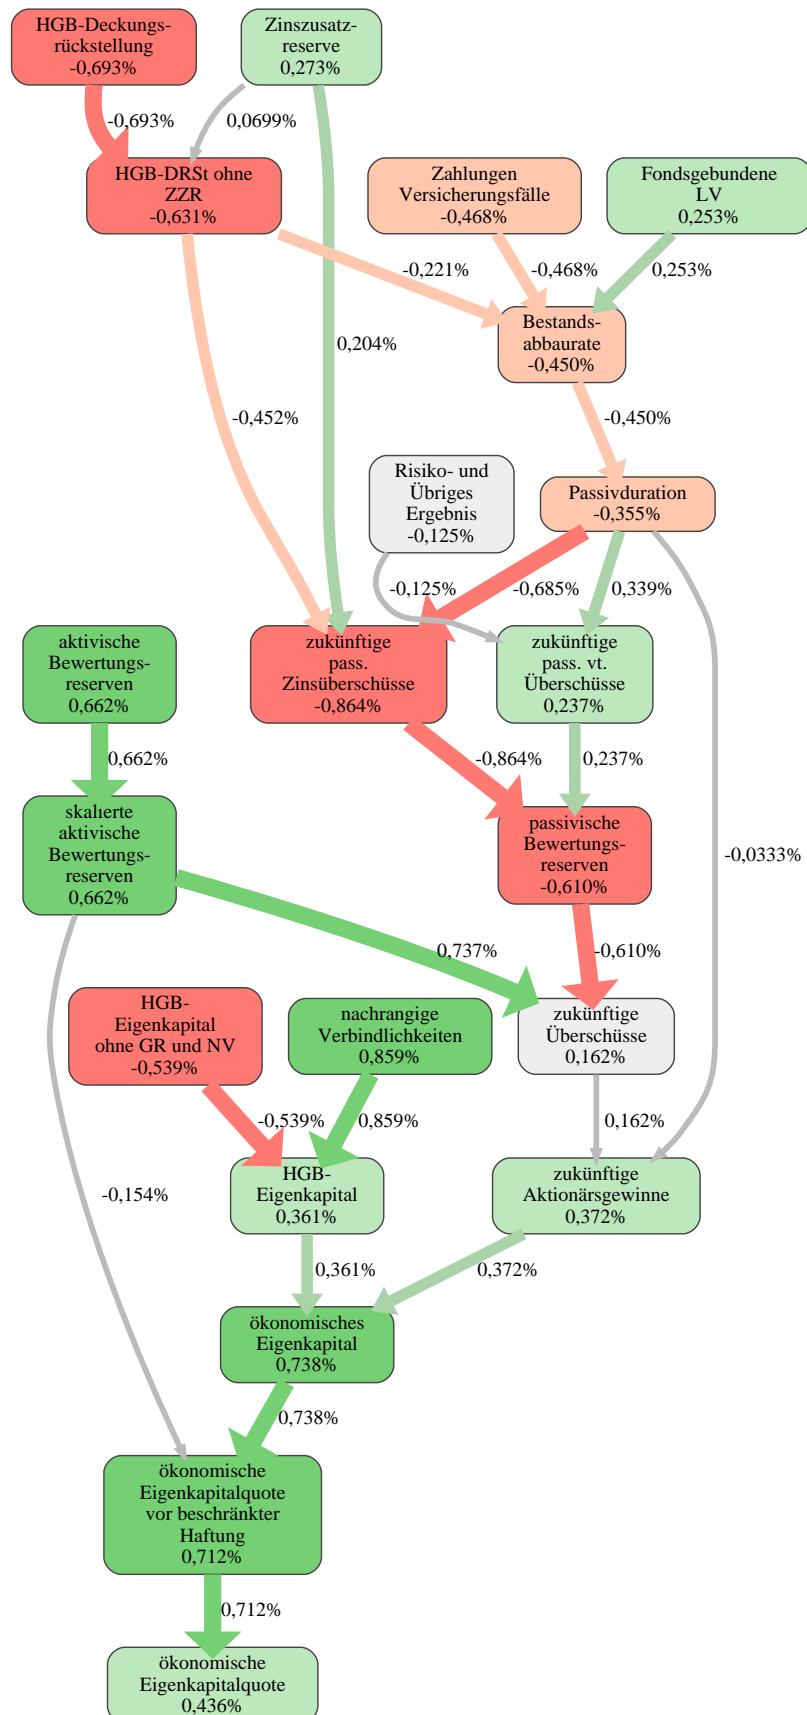 HGB-Deckungs-
rückstellung
-0,693%
Zinszusatz-
reserve
0,273%
-0,693%
0,0699%
HGB-DRSt ohne
ZZR
-0,631%
Zahlungen
Versicherungsfälle
-0,468%
Fondsgebundene
LV
0,253%
-0,221%
-0,468%
0,253%
Bestands-
abbaurate
-0,450%
0,204%
-0,452%
-0,450%
Risiko- und
Übriges
Ergebnis
-0,125%
Passivduration
-0,355%
-0,125%
-0,685%
0,339%
aktivische
Bewertungs-
reserven
0,662%
zukünftige
pass.
Zinsüberschüsse
-0,864%
zukünftige
pass. vt.
Überschüsse
0,237%
0,662%
-0,864%
0,237%
skalierte
aktivische
Bewertungs-
reserven
0,662%
passivische
Bewertungs-
reserven
-0,610%
-0,0333%
0,737%
-0,610%
HGB-
Eigenkapital
ohne GR und NV
-0,539%
nachrangige
Verbindlichkeiten
0,859%
zukünftige
Überschüsse
0,162%
-0,539%
0,859%
0,162%
-0,154%
HGB-
Eigenkapital
0,361%
zukünftige
Aktionärsgewinne
0,372%
0,361%
0,372%
ökonomisches
Eigenkapital
0,738%
0,738%
ökonomische
Eigenkapitalquote
vor beschränkter
Haftung
0,712%
0,712%
ökonomische
Eigenkapitalquote
0,436%